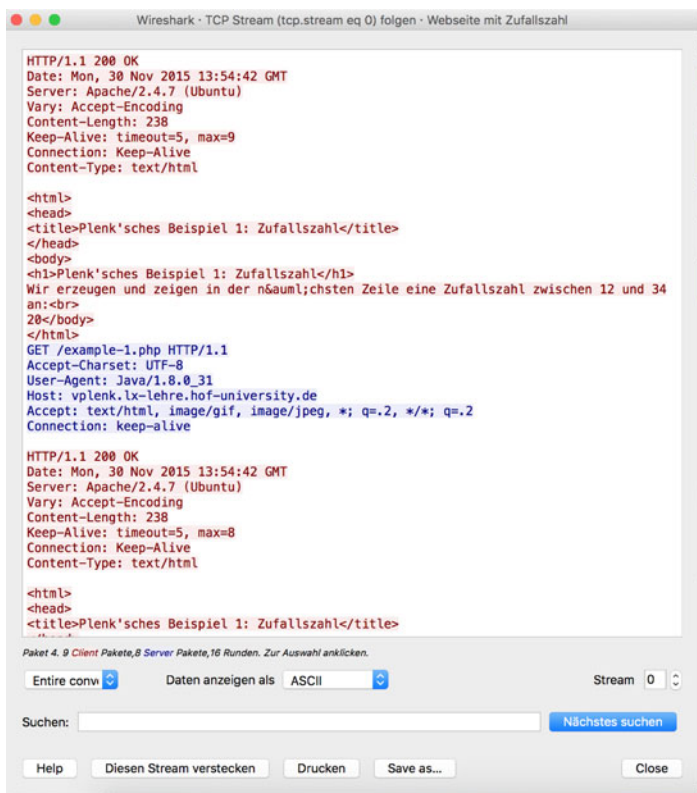 Wireshark · TCP Stream (tcp.stream eq 0) folgen · Webseite mit Zufallszahl
HTTP/1.1 200 OK
Date: Mon, 30 Nov 2015 13:54:42 GMT
Server: Apache/2.4.7 (Ubuntu)
Vary: Accept-Encoding
Content-Length: 238
Keep-Alive: timeout=5, max=9
Connection: Keep-Alive
Content-Type: text/html
<html>
<head>
<title>Plenk'sches Beispiel 1: Zufallszahl</title>
</head>
<body>
<h1>Plenk'sches Beispiel 1: Zufallszahl</h1>
Wir erzeugen und zeigen in der n&auml;chsten Zeile eine Zufallszahl zwischen 12 und 34
an:<br>
20</body>
</html>
GET /example-1.php HTTP/1.1
Accept-Charset: UTF-8
User-Agent: Java/1.8.0_31
Host: vplenk.lx-lehre.hof-university.de
Accept: text/html, image/gif, image/jpeg, *; q=.2, */*; q=.2
Connection: keep-alive
HTTP/1.1 200 OK
Date: Mon, 30 Nov 2015 13:54:42 GMT
Server: Apache/2.4.7 (Ubuntu)
Vary: Accept-Encoding
Content-Length: 238
Keep-Alive: timeout=5, max=8
Connection: Keep-Alive
Content-Type: text/html
<html>
<head>
<title>Plenk'sches Beispiel 1: Zufallszahl</title>
Paket 4. 9 Client Pakete,8 Server Pakete,16 Runden. Zur Auswahl anklicken.
Entire conv Daten anzeigen als ASCII Stream 0
Suchen: Nächstes suchen
Help Diesen Stream verstecken Drucken Save as... Close